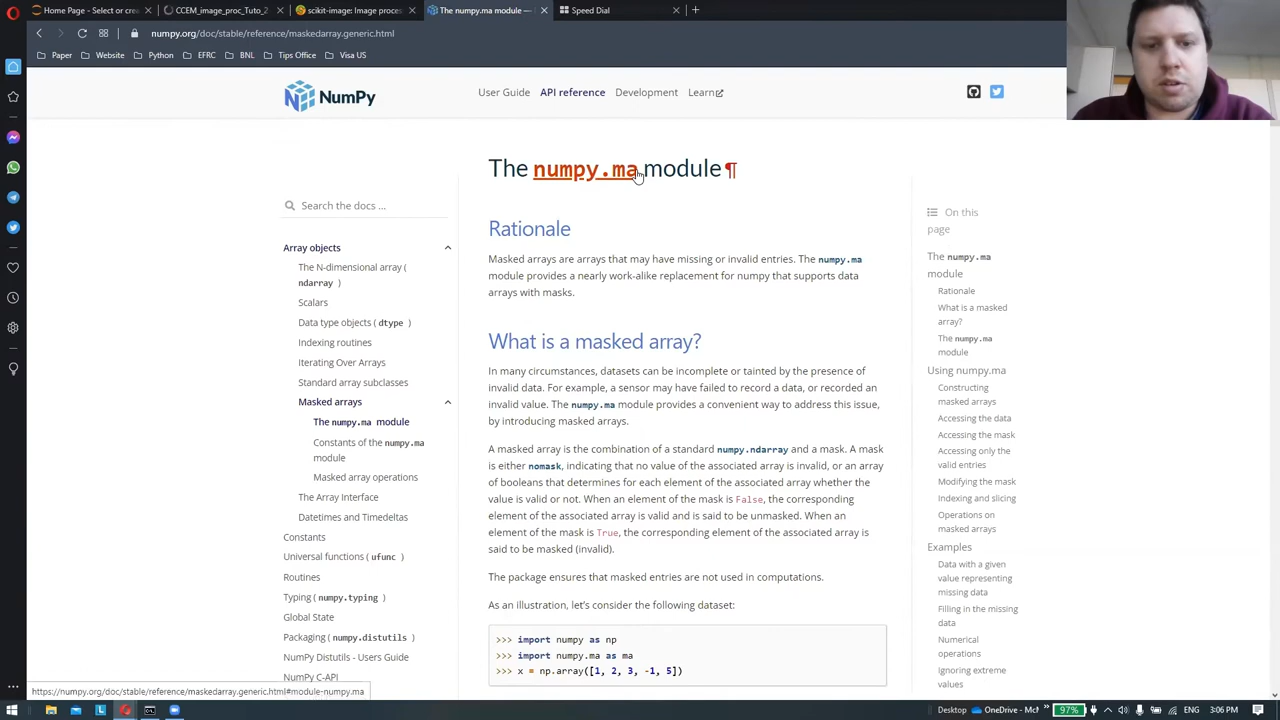 Home Page - Select or cre
CCEM_image_proc_Tuto_2
scikit-image: Image proces
The numpy.ma module —
Speed Dial
numpy.org/doc/stable/reference/maskedarray.generic.html
Paper
Website
Python
EFRC
BNL
Tips Office
Visa US
NumPy
User Guide
API reference
Development
Learn
The numpy.ma module¶
Search the docs ...
Array objects
The N-dimensional array (
ndarray )
Scalars
Data type objects ( dtype )
Indexing routines
Iterating Over Arrays
Standard array subclasses
Masked arrays
The numpy.ma module
Constants of the numpy.ma
module
Masked array operations
The Array Interface
Datetimes and Timedeltas
Constants
Universal functions ( ufunc )
Routines
Typing ( numpy.typing )
Global State
Packaging ( numpy.distutils )
NumPy Distutils - Users Guide
NumPy C-API
Rationale
Masked arrays are arrays that may have missing or invalid entries. The numpy.ma
module provides a nearly work-alike replacement for numpy that supports data
arrays with masks.
What is a masked array?
In many circumstances, datasets can be incomplete or tainted by the presence of
invalid data. For example, a sensor may have failed to record a data, or recorded an
invalid value. The numpy.ma module provides a convenient way to address this issue,
by introducing masked arrays.
A masked array is the combination of a standard numpy.ndarray and a mask. A mask
is either nomask, indicating that no value of the associated array is invalid, or an array
of booleans that determines for each element of the associated array whether the
value is valid or not. When an element of the mask is False, the corresponding
element of the associated array is valid and is said to be unmasked. When an
element of the mask is True, the corresponding element of the associated array is
said to be masked (invalid).
The package ensures that masked entries are not used in computations.
As an illustration, let's consider the following dataset:
>>> import numpy as np
>>> import numpy.ma as ma
>>> x = np.array([1, 2, 3, -1, 5])
On this
page
The numpy.ma
module
Rationale
What is a masked
array?
The numpy.ma
module
Using numpy.ma
Constructing
masked arrays
Accessing the data
Accessing the mask
Accessing only the
valid entries
Modifying the mask
Indexing and slicing
Operations on
masked arrays
Examples
Data with a given
value representing
missing data
Filling in the missing
data
Numerical
operations
Ignoring extreme
values
https://numpy.org/doc/stable/reference/maskedarray.generic.html#module-numpy.ma
Desktop
OneDrive - McM
97%
ENG
3:06 PM